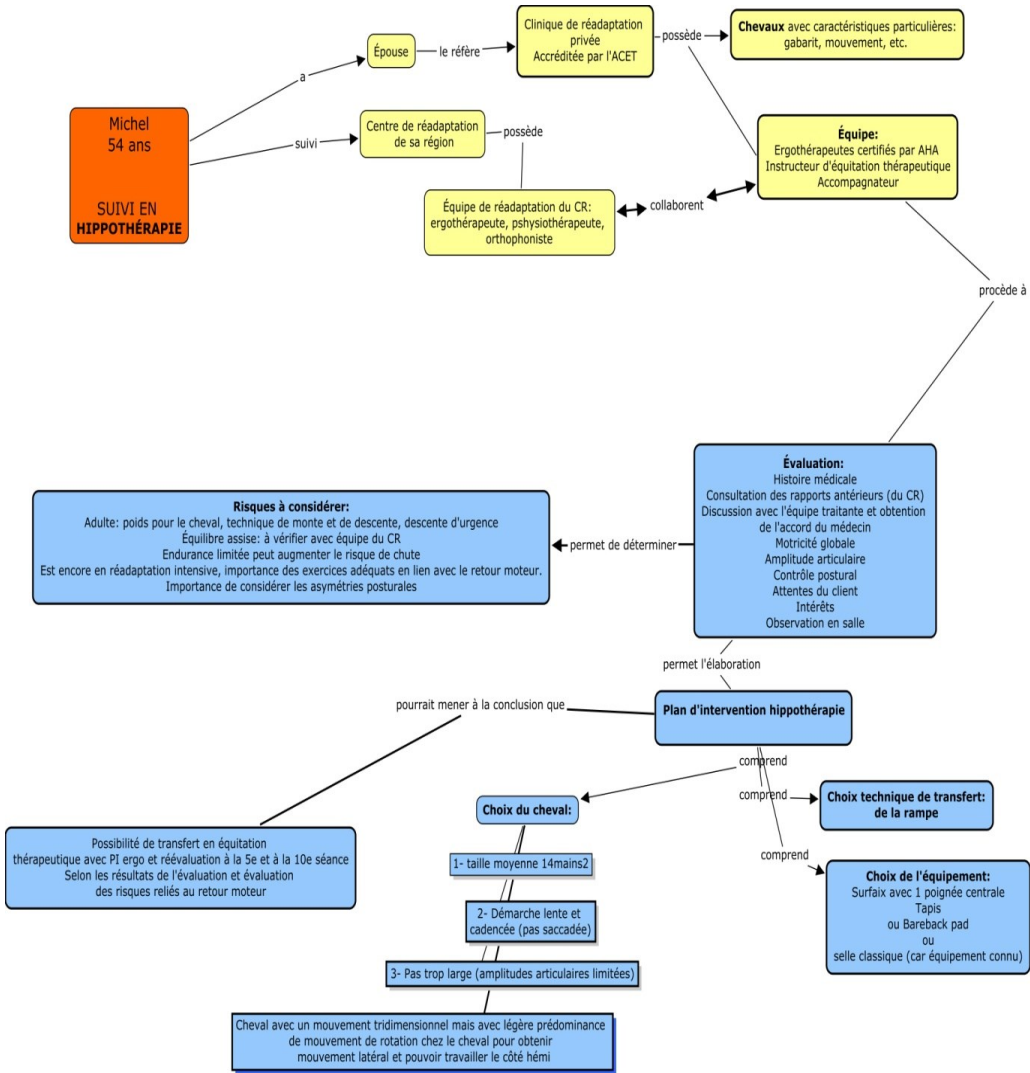 Michel
54 ans
SUIVI EN
HIPPOTHÉRAPIE
a
Épouse
le réfère
Clinique de réadaptation
privée
Accréditée par l'ACET
possède
Chevaux avec caractéristiques particulières:
gabarit, mouvement, etc.
suivi
Centre de réadaptation
de sa région
possède
Équipe de réadaptation du CR:
ergothérapeute, pshysiothérapeute,
orthophoniste
collaborent
Équipe:
Ergothérapeutes certifiés par AHA
Instructeur d'équitation thérapeutique
Accompagnateur
procède à
Évaluation:
Histoire médicale
Consultation des rapports antérieurs (du CR)
Discussion avec l'équipe traitante et obtention
de l'accord du médecin
Motricité globale
Amplitude articulaire
Contrôle postural
Attentes du client
Intérêts
Observation en salle
permet de déterminer
Risques à considérer:
Adulte: poids pour le cheval, technique de monte et de descente, descente d'urgence
Équilibre assise: à vérifier avec équipe du CR
Endurance limitée peut augmenter le risque de chute
Est encore en réadaptation intensive, importance des exercices adéquats en lien avec le retour moteur.
Importance de considérer les asymétries posturales
permet l'élaboration
Plan d'intervention hippothérapie
pourrait mener à la conclusion que
Possibilité de transfert en équitation
thérapeutique avec PI ergo et réévaluation à la 5e et à la 10e séance
Selon les résultats de l'évaluation et évaluation
des risques reliés au retour moteur
comprend
Choix du cheval:
1- taille moyenne 14mains2
2- Démarche lente et
cadencée (pas saccadée)
3- Pas trop large (amplitudes articulaires limitées)
Cheval avec un mouvement tridimensionnel mais avec légère prédominance
de mouvement de rotation chez le cheval pour obtenir
mouvement latéral et pouvoir travailler le côté hémi
comprend
Choix technique de transfert:
de la rampe
comprend
Choix de l'équipement:
Surfaix avec 1 poignée centrale
Tapis
ou Bareback pad
ou
selle classique (car équipement connu)